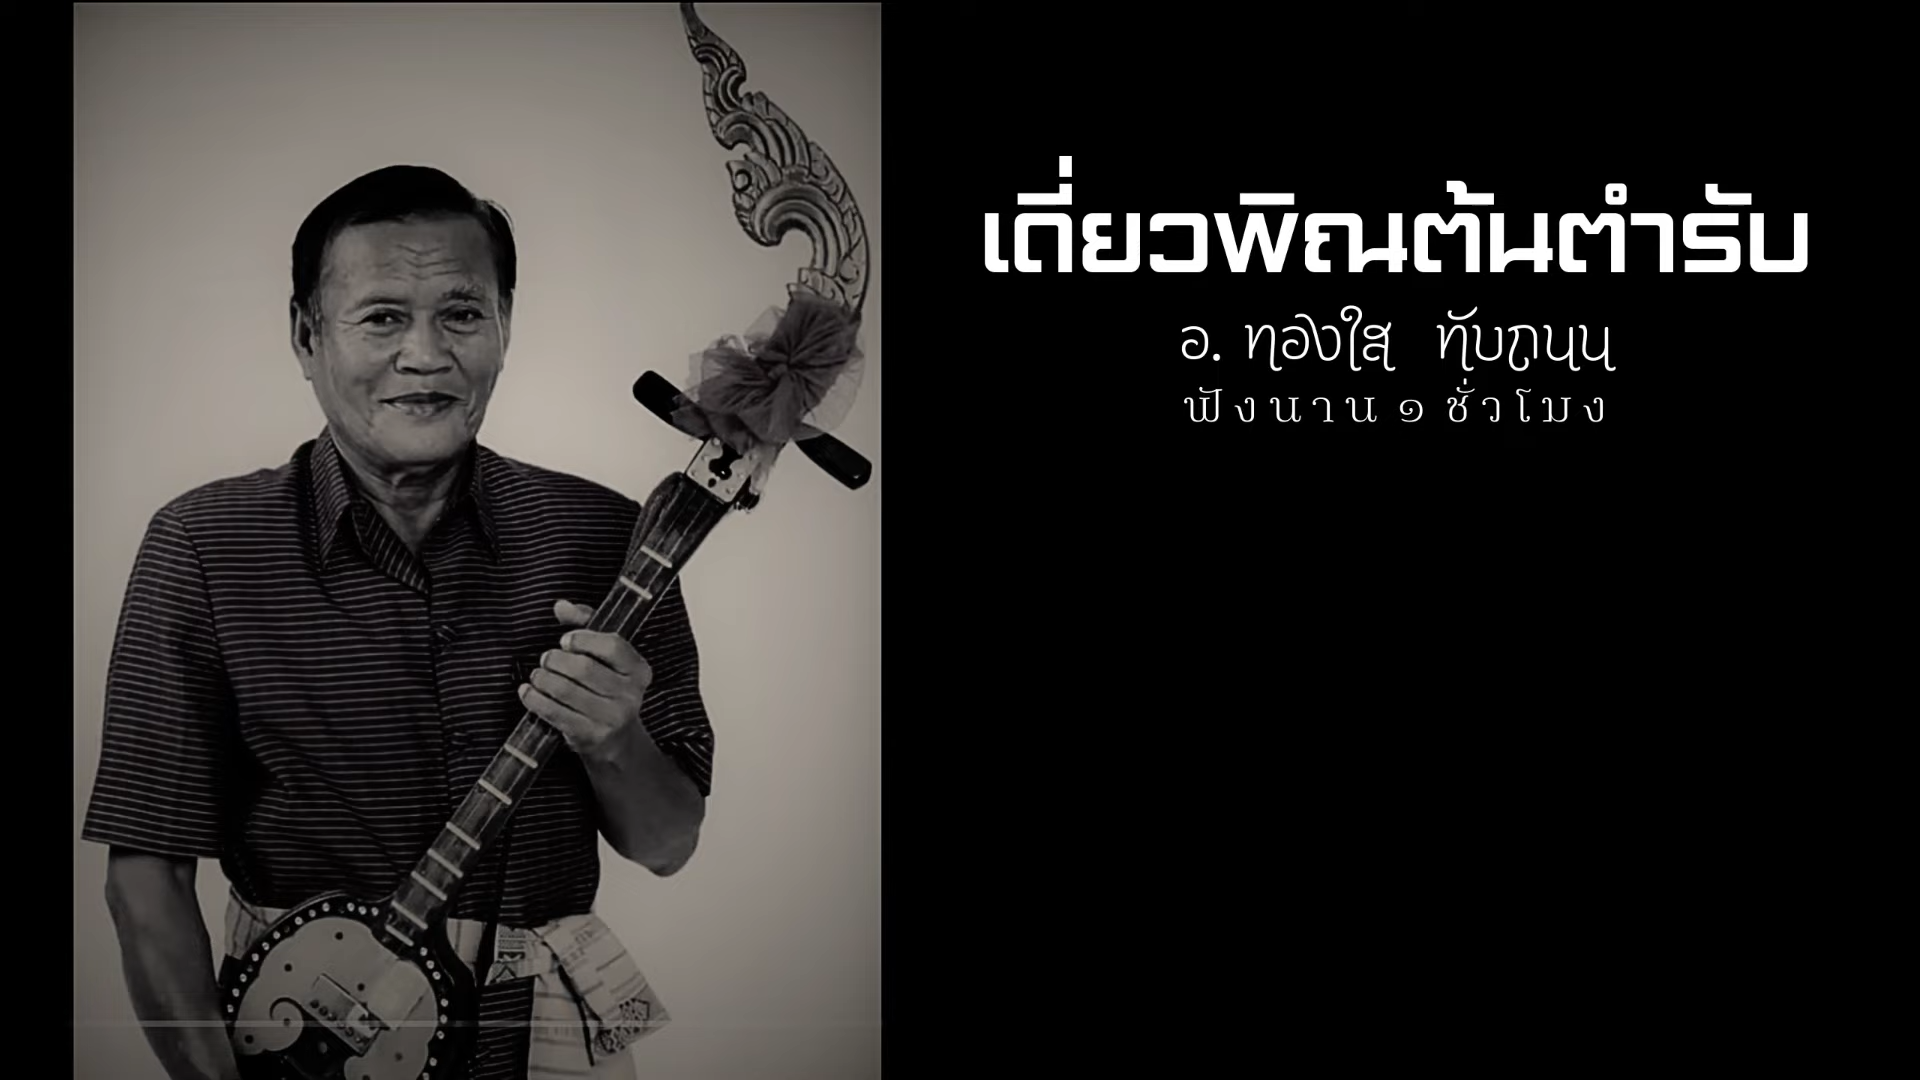 เดี่ยวพิณต้นตำรับ
อ. ทองใส ทับถนน
ฟังนาน ๑ ชั่วโมง